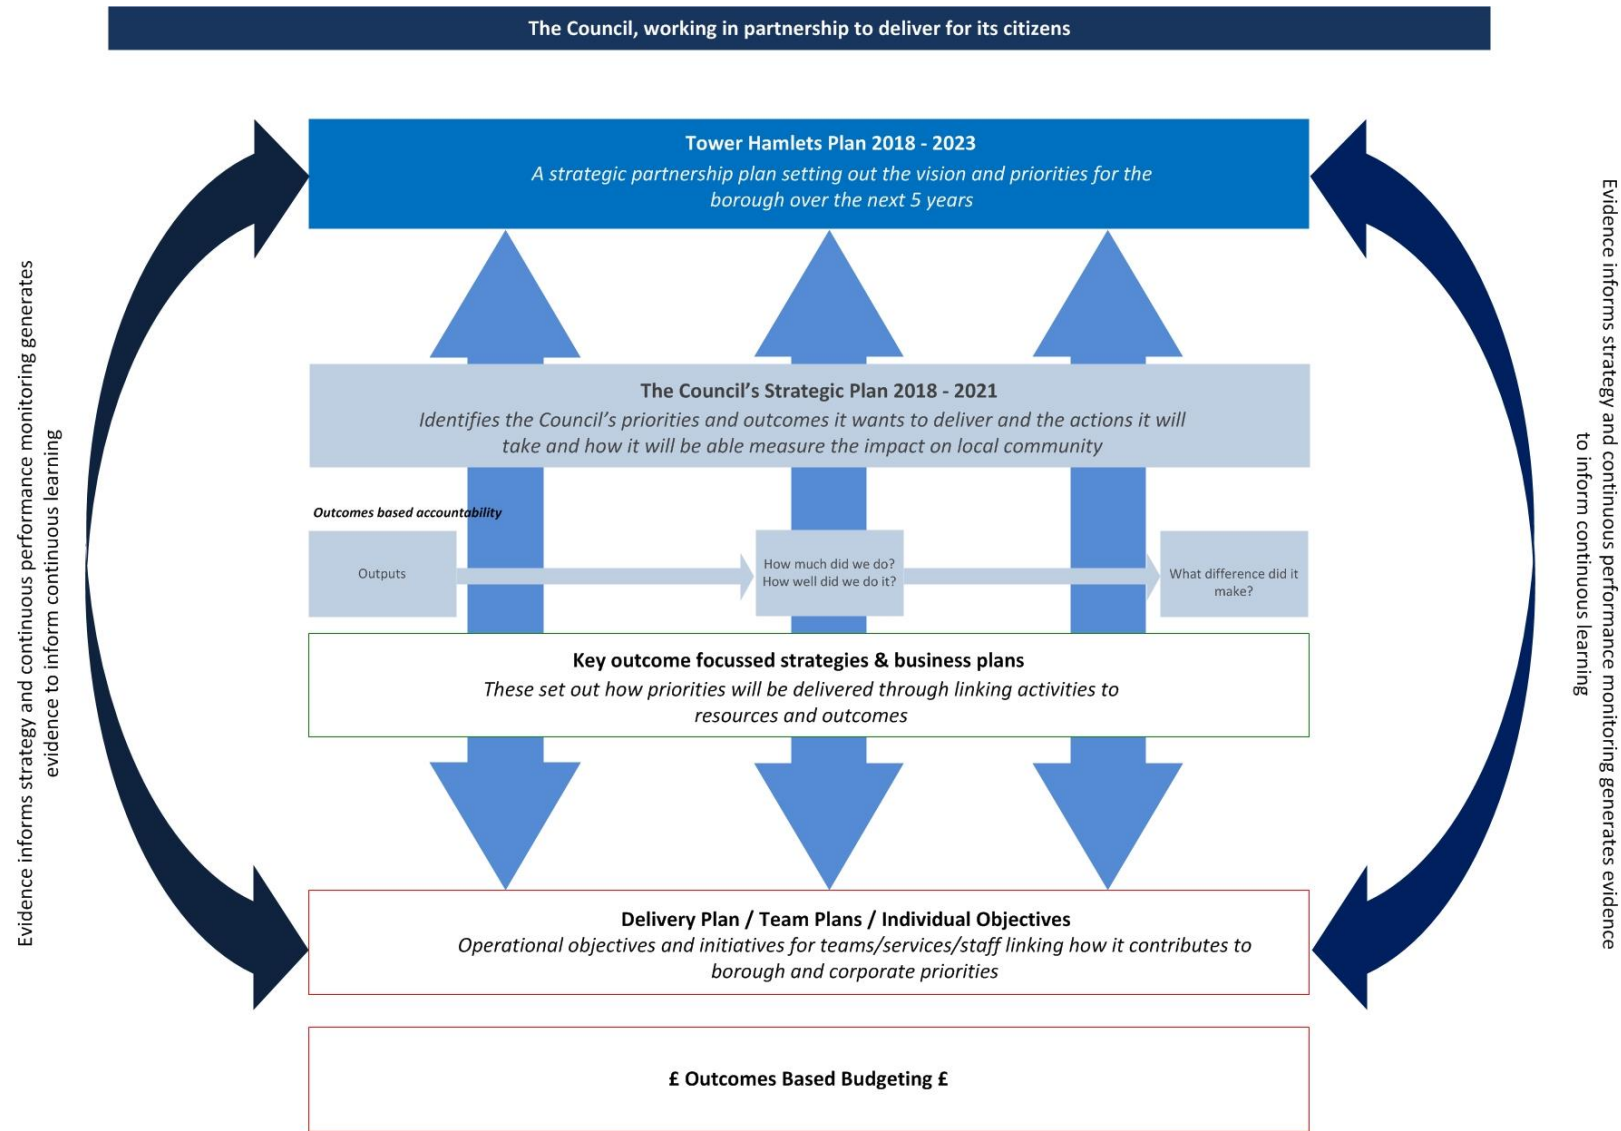 The Council, working in partnership to deliver for its citizens
Tower Hamlets Plan 2018 - 2023
A strategic partnership plan setting out the vision and priorities for the
borough over the next 5 years
Evidence informs strategy and continuous performance monitoring generates
evidence to inform continuous learning
Evidence informs strategy and continuous performance monitoring generates evidence
to inform continuous learning
The Council’s Strategic Plan 2018 - 2021
Identifies the Council’s priorities and outcomes it wants to deliver and the actions it will
take and how it will be able measure the impact on local community
Outcomes based accountability
Outputs
How much did we do?
How well did we do it?
What difference did it
make?
Key outcome focussed strategies & business plans
These set out how priorities will be delivered through linking activities to
resources and outcomes
Delivery Plan / Team Plans / Individual Objectives
Operational objectives and initiatives for teams/services/staff linking how it contributes to
borough and corporate priorities
£ Outcomes Based Budgeting £